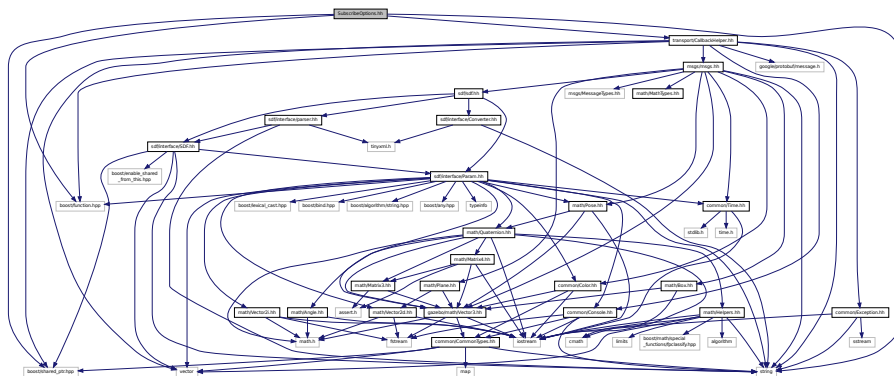 SubscribeOptions.hh
transport/CallbackHelper.hh
msgs/msgs.hh
google/protobuf/message.h
sdf/sdf.hh
msgs/MessageTypes.hh
math/MathTypes.hh
sdf/interface/parser.hh
sdf/interface/Converter.hh
sdf/interface/SDF.hh
tinyxml.h
boost/enable_shared
_from_this.hpp
sdf/interface/Param.hh
boost/function.hpp
boost/lexical_cast.hpp
boost/bind.hpp
boost/algorithm/string.hpp
boost/any.hpp
typeinfo
math/Pose.hh
common/Time.hh
math/Quaternion.hh
stdlib.h
time.h
math/Matrix4.hh
math/Matrix3.hh
math/Plane.hh
common/Color.hh
math/Box.hh
math/Vector2i.hh
math/Angle.hh
assert.h
math/Vector2d.hh
gazebo/math/Vector3.hh
common/Console.hh
math/Helpers.hh
common/Exception.hh
math.h
fstream
common/CommonTypes.hh
iostream
cmath
limits
boost/math/special
_functions/fpclassify.hpp
algorithm
sstream
boost/shared_ptr.hpp
vector
map
string